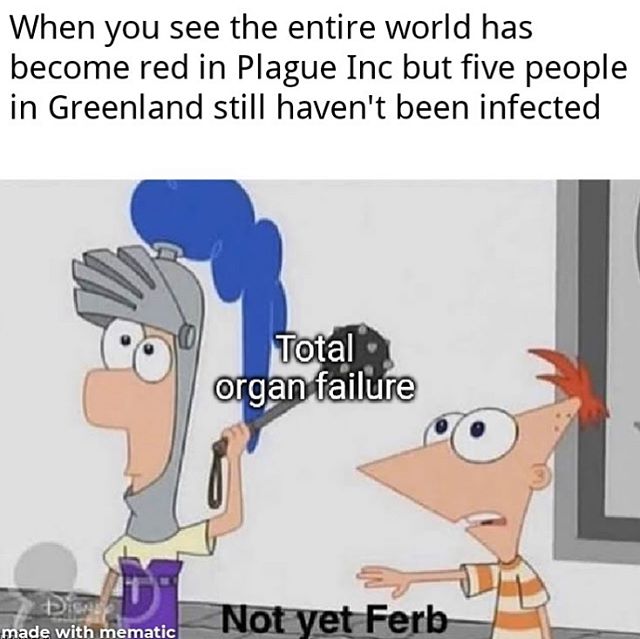 When you see the entire world has
become red in Plague Inc but five people
in Greenland still haven't been infected
Total
organ failure
Disney
Not yet Ferb
made with mematic